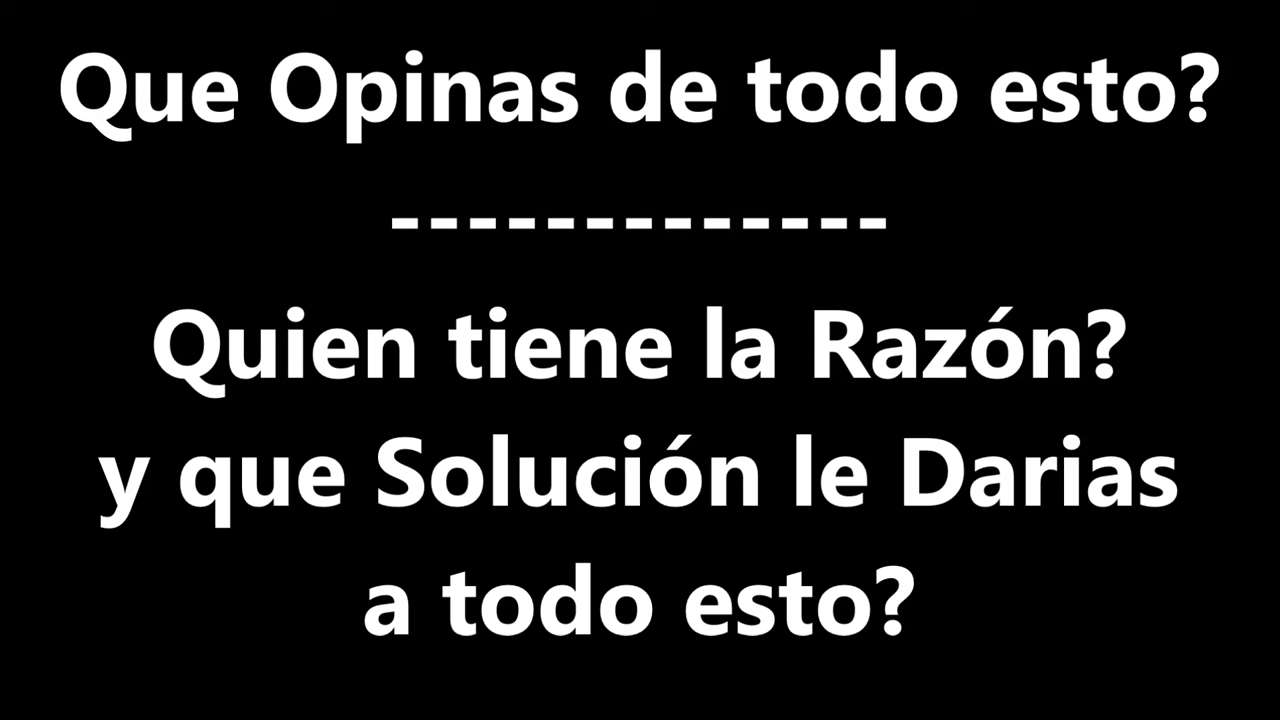 Que Opinas de todo esto?
-------------
Quien tiene la Razón?
y que Solución le Darias
a todo esto?